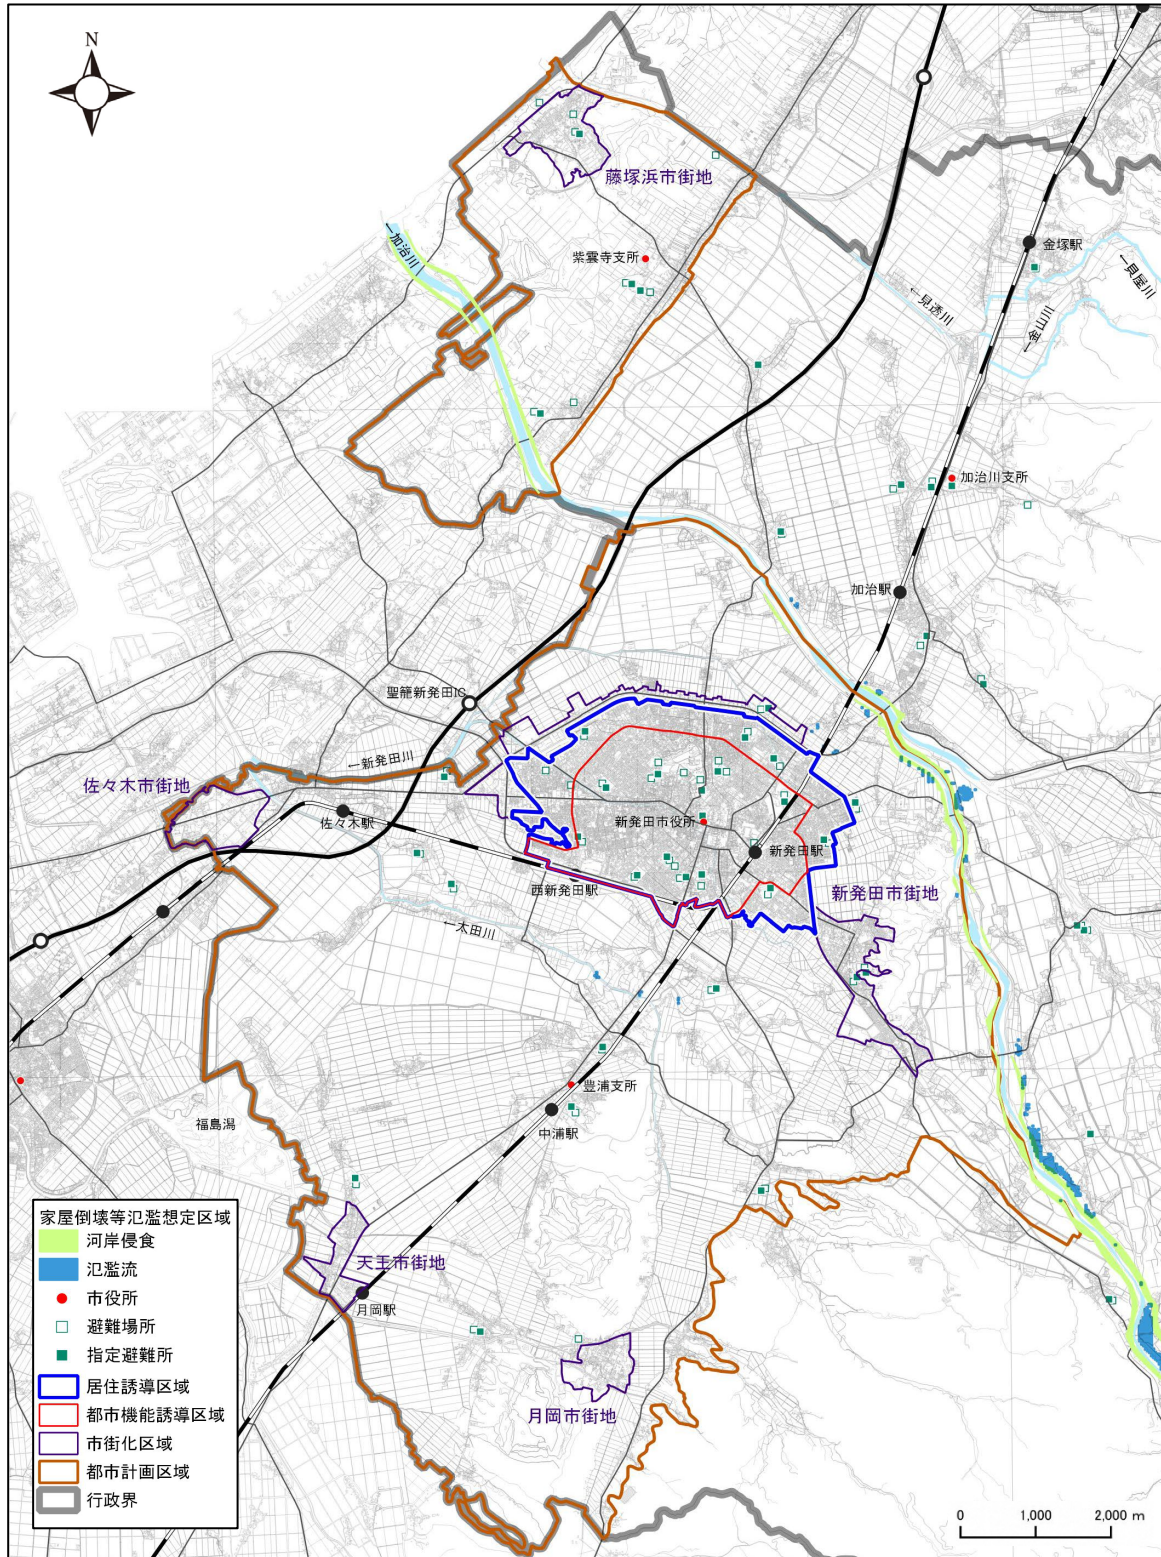 N
藤塚浜市街地
←加治川
紫雲寺支所
金塚駅
←貝屋川
←見透川
←金山川
加治川支所
加治駅
聖籠新発田IC
←新発田川
佐々木市街地
佐々木駅
新発田市役所
新発田駅
西新発田駅
新発田市街地
←太田川
豊浦支所
中浦駅
福島潟
天王市街地
月岡駅
月岡市街地
家屋倒壊等氾濫想定区域
河岸侵食
氾濫流
市役所
避難場所
指定避難所
居住誘導区域
都市機能誘導区域
市街化区域
都市計画区域
行政界
0 1,000 2,000 m